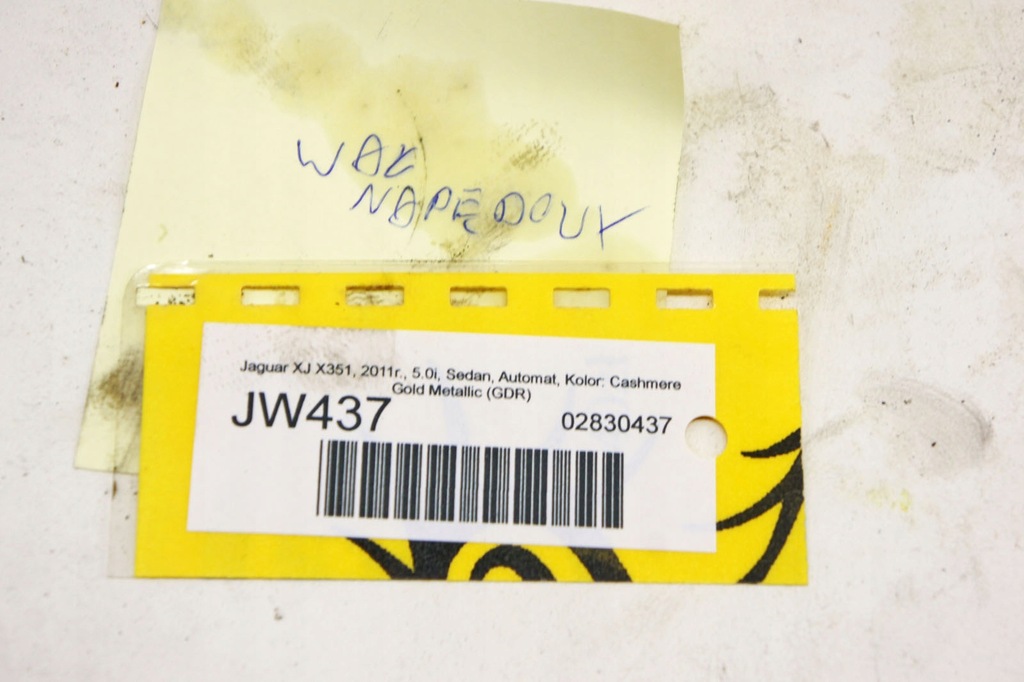 WAŁ
NAPĘDOWY
Jaguar XJ X351, 2011r., 5.0i, Sedan, Automat, Kolor: Cashmere
Gold Metallic (GDR)
JW437 02830437